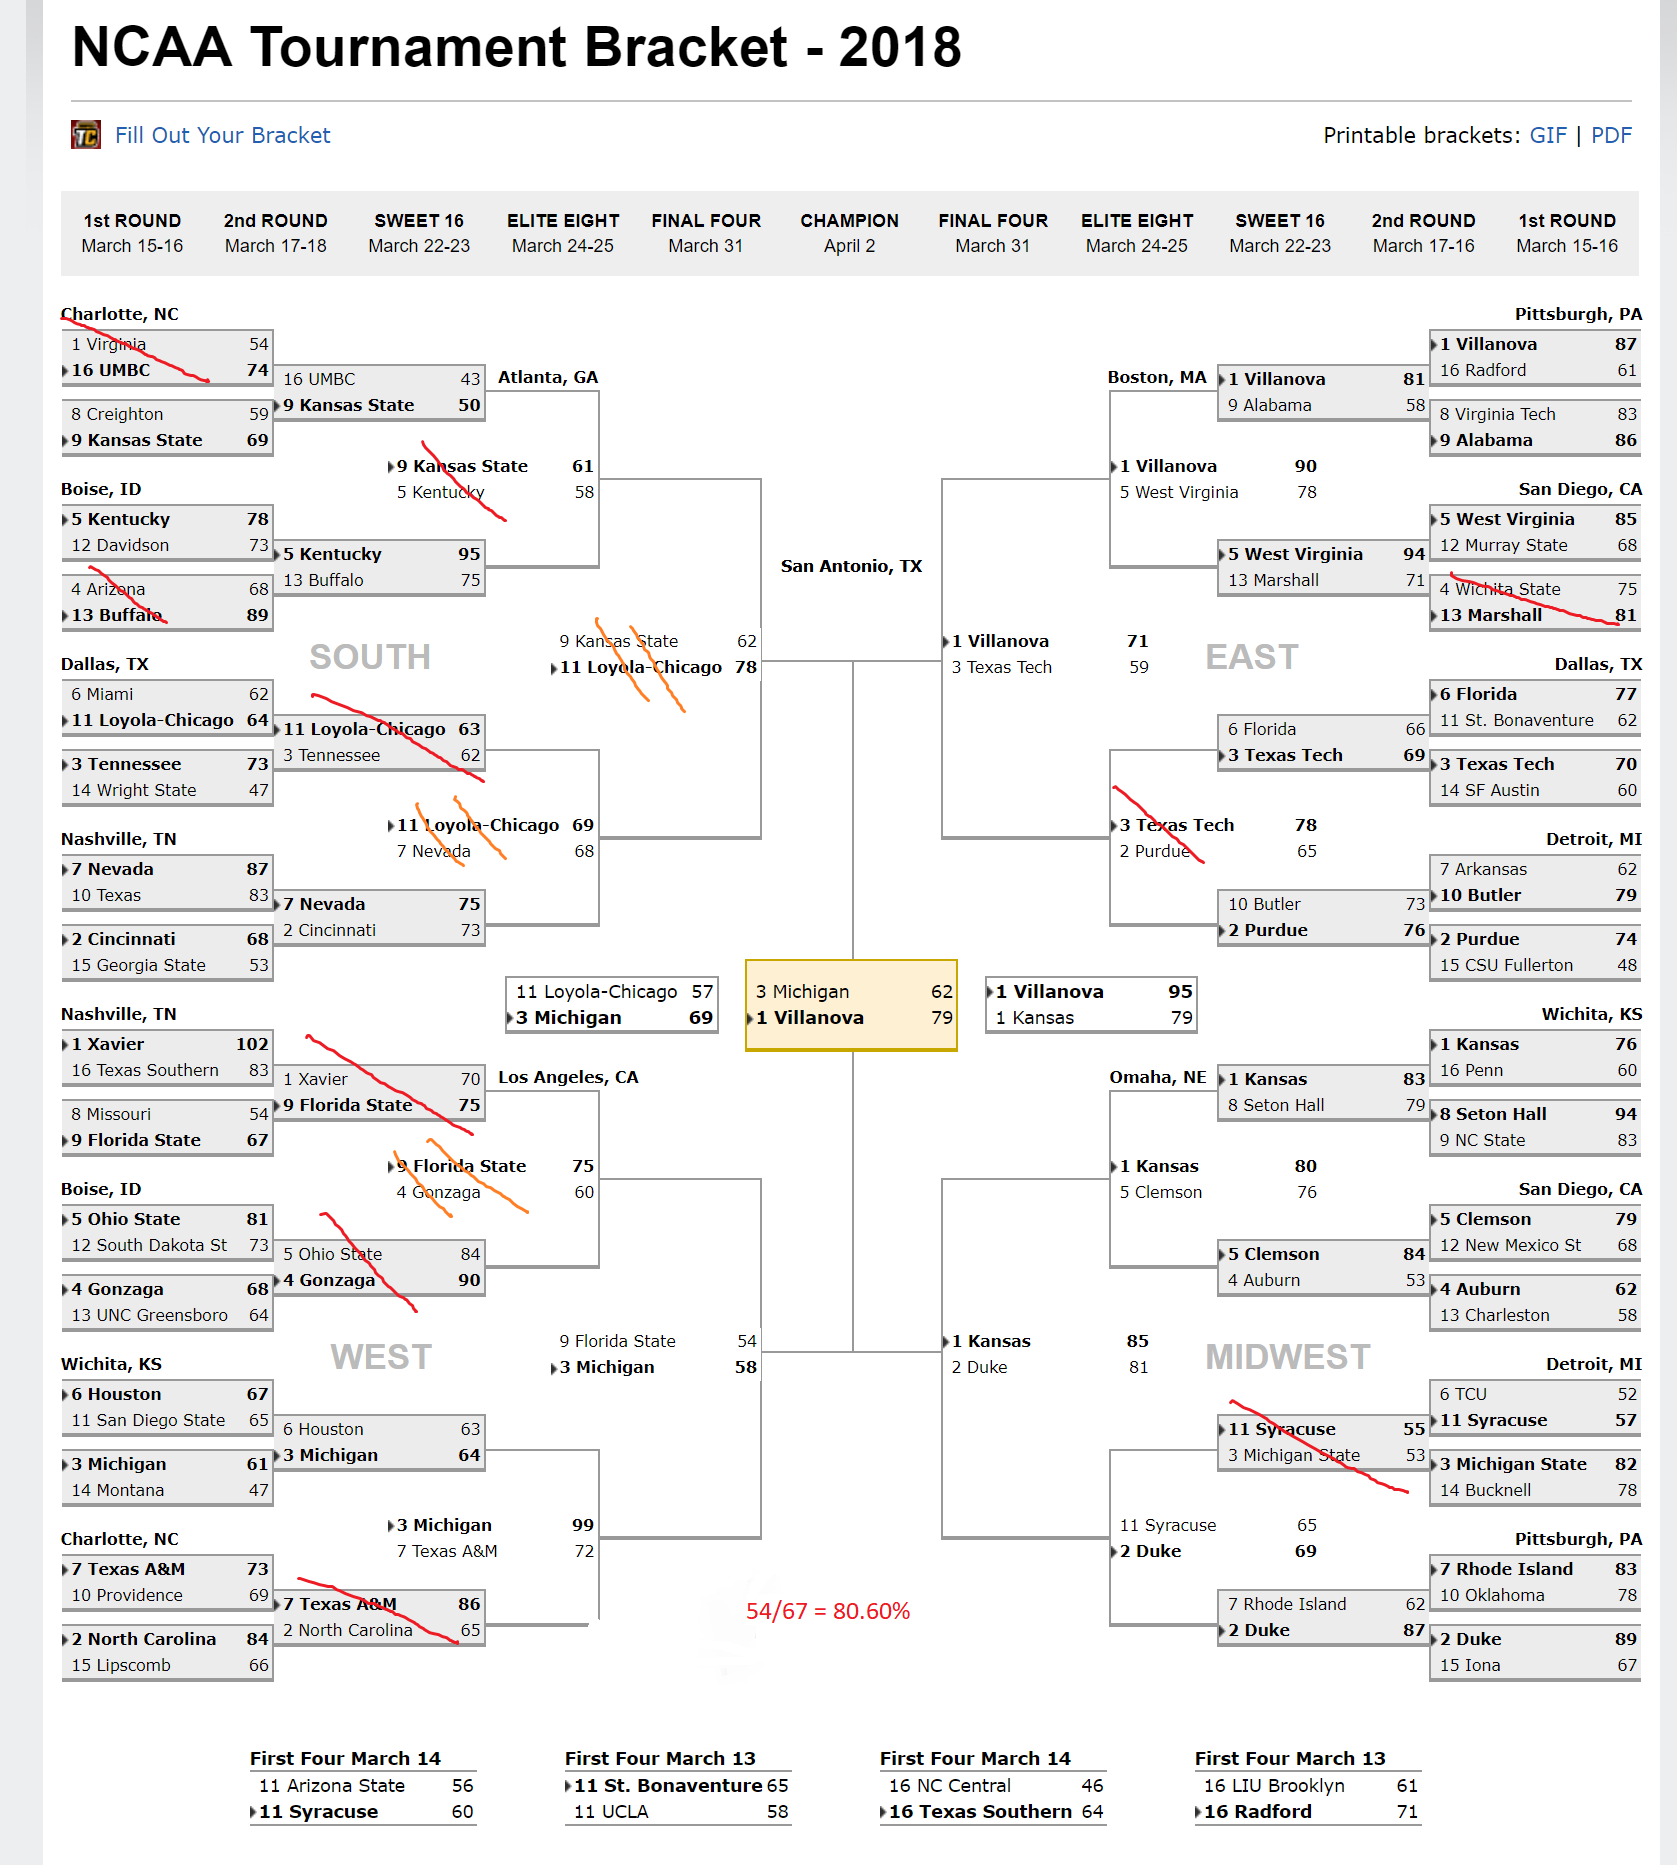 NCAA Tournament Bracket - 2018
Fill Out Your Bracket
Printable brackets: GIF | PDF
1st ROUND 2nd ROUND SWEET 16 ELITE EIGHT FINAL FOUR CHAMPION FINAL FOUR ELITE EIGHT SWEET 16 2nd ROUND 1st ROUND
March 15-16 March 17-18 March 22-23 March 24-25 March 31 April 2 March 31 March 24-25 March 22-23 March 17-16 March 15-16
Charlotte, NC
1 Virginia 54
16 UMBC 74
8 Creighton 59
9 Kansas State 69
Boise, ID
5 Kentucky 78
12 Davidson 73
4 Arizona 68
13 Buffalo 89
Dallas, TX
6 Miami 62
11 Loyola-Chicago 64
3 Tennessee 73
14 Wright State 47
Nashville, TN
7 Nevada 87
10 Texas 83
2 Cincinnati 68
15 Georgia State 53
Nashville, TN
1 Xavier 102
16 Texas Southern 83
8 Missouri 54
9 Florida State 67
Boise, ID
5 Ohio State 81
12 South Dakota St 73
4 Gonzaga 68
13 UNC Greensboro 64
Wichita, KS
6 Houston 67
11 San Diego State 65
3 Michigan 61
14 Montana 47
Charlotte, NC
7 Texas A&M 73
10 Providence 69
2 North Carolina 84
15 Lipscomb 66
16 UMBC 43
9 Kansas State 50
5 Kentucky 95
13 Buffalo 75
SOUTH
11 Loyola-Chicago 63
3 Tennessee 62
7 Nevada 75
2 Cincinnati 73
1 Xavier 70
9 Florida State 75
5 Ohio State 84
4 Gonzaga 90
WEST
6 Houston 63
3 Michigan 64
7 Texas A&M 86
2 North Carolina 65
Atlanta, GA
9 Kansas State 61
5 Kentucky 58
11 Loyola-Chicago 69
7 Nevada 68
Los Angeles, CA
9 Florida State 75
4 Gonzaga 60
3 Michigan 99
7 Texas A&M 72
9 Kansas State 62
11 Loyola-Chicago 78
9 Florida State 54
3 Michigan 58
San Antonio, TX
11 Loyola-Chicago 57
3 Michigan 69
3 Michigan 62
1 Villanova 79
1 Villanova 95
1 Kansas 79
54/67 = 80.60%
1 Villanova 71
3 Texas Tech 59
1 Kansas 85
2 Duke 81
Boston, MA
1 Villanova 90
5 West Virginia 78
3 Texas Tech 78
2 Purdue 65
Omaha, NE
1 Kansas 80
5 Clemson 76
11 Syracuse 65
2 Duke 69
1 Villanova 81
9 Alabama 58
5 West Virginia 94
13 Marshall 71
EAST
6 Florida 66
3 Texas Tech 69
10 Butler 73
2 Purdue 76
1 Kansas 83
8 Seton Hall 79
5 Clemson 84
4 Auburn 53
MIDWEST
11 Syracuse 55
3 Michigan State 53
7 Rhode Island 62
2 Duke 87
Pittsburgh, PA
1 Villanova 87
16 Radford 61
8 Virginia Tech 83
9 Alabama 86
San Diego, CA
5 West Virginia 85
12 Murray State 68
4 Wichita State 75
13 Marshall 81
Dallas, TX
6 Florida 77
11 St. Bonaventure 62
3 Texas Tech 70
14 SF Austin 60
Detroit, MI
7 Arkansas 62
10 Butler 79
2 Purdue 74
15 CSU Fullerton 48
Wichita, KS
1 Kansas 76
16 Penn 60
8 Seton Hall 94
9 NC State 83
San Diego, CA
5 Clemson 79
12 New Mexico St 68
4 Auburn 62
13 Charleston 58
Detroit, MI
6 TCU 52
11 Syracuse 57
3 Michigan State 82
14 Bucknell 78
Pittsburgh, PA
7 Rhode Island 83
10 Oklahoma 78
2 Duke 89
15 Iona 67
First Four March 14
11 Arizona State 56
11 Syracuse 60
First Four March 13
11 St. Bonaventure 65
11 UCLA 58
First Four March 14
16 NC Central 46
16 Texas Southern 64
First Four March 13
16 LIU Brooklyn 61
16 Radford 71
TC